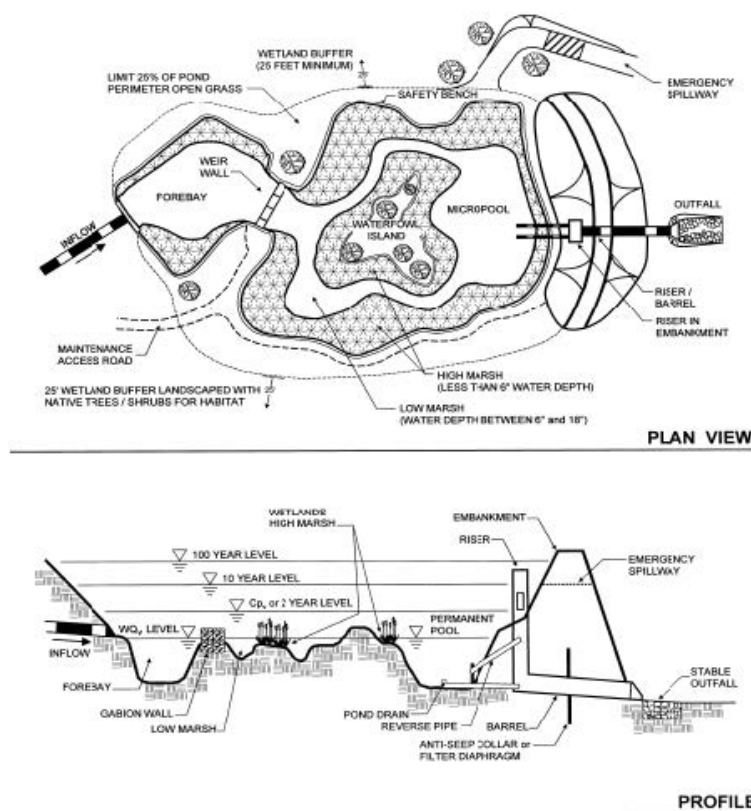 WETLAND BUFFER
(25 FEET MINIMUM)
25'
LIMIT 25% OF POND
PERIMETER OPEN GRASS
SAFETY BENCH
EMERGENCY
SPILLWAY
WEIR
WALL
FOREBAY
MICROPOOL
OUTFALL
WATERFOWL
ISLAND
INFLOW
RISER /
BARREL
RISER IN
EMBANKMENT
MAINTENANCE
ACCESS ROAD
HIGH MARSH
(LESS THAN 6" WATER DEPTH)
25' WETLAND BUFFER LANDSCAPED WITH
NATIVE TREES / SHRUBS FOR HABITAT
25'
LOW MARSH
(WATER DEPTH BETWEEN 6" and 18")
PLAN VIEW
WETLANDS
HIGH MARSH
EMBANKMENT
RISER
100 YEAR LEVEL
EMERGENCY
SPILLWAY
10 YEAR LEVEL
Cpv or 2 YEAR LEVEL
WQv LEVEL
PERMANENT
POOL
INFLOW
STABLE
OUTFALL
FOREBAY
POND DRAIN
GABION WALL
REVERSE PIPE
BARREL
LOW MARSH
ANTI-SEEP COLLAR or
FILTER DIAPHRAGM
PROFILE